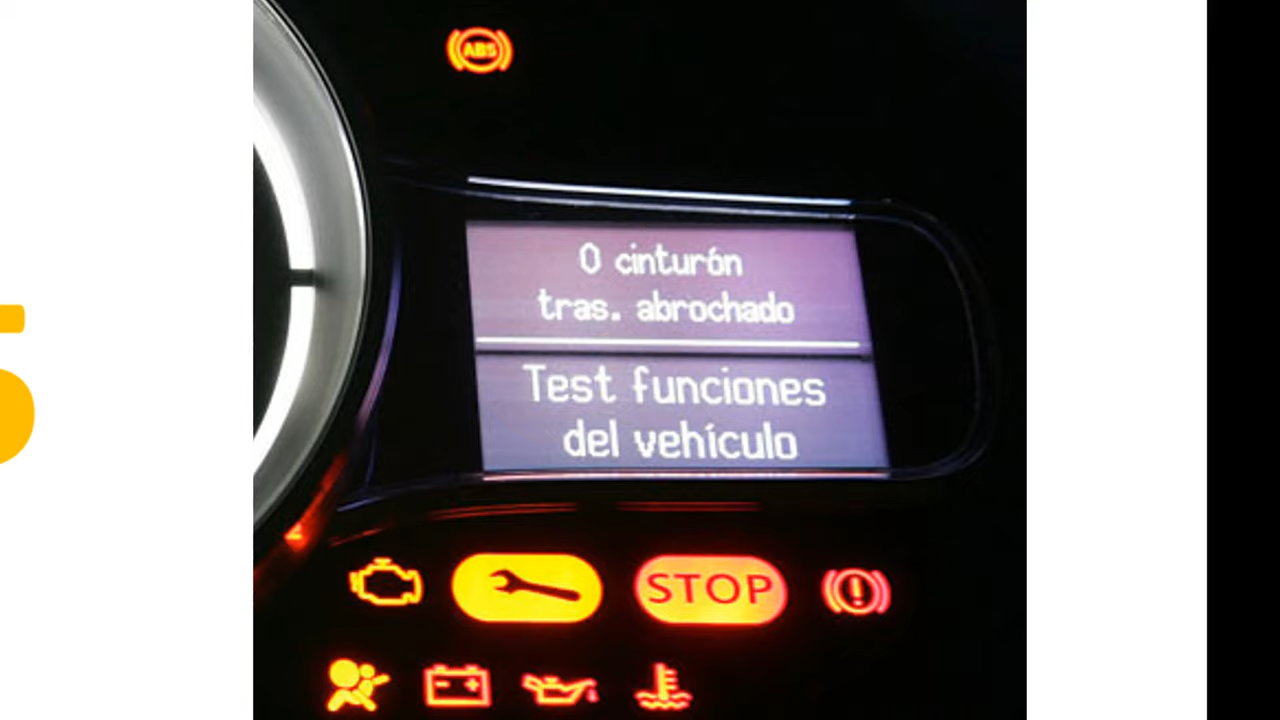 ABS
0 cinturón
tras. abrochado
Test funciones
del vehículo
STOP